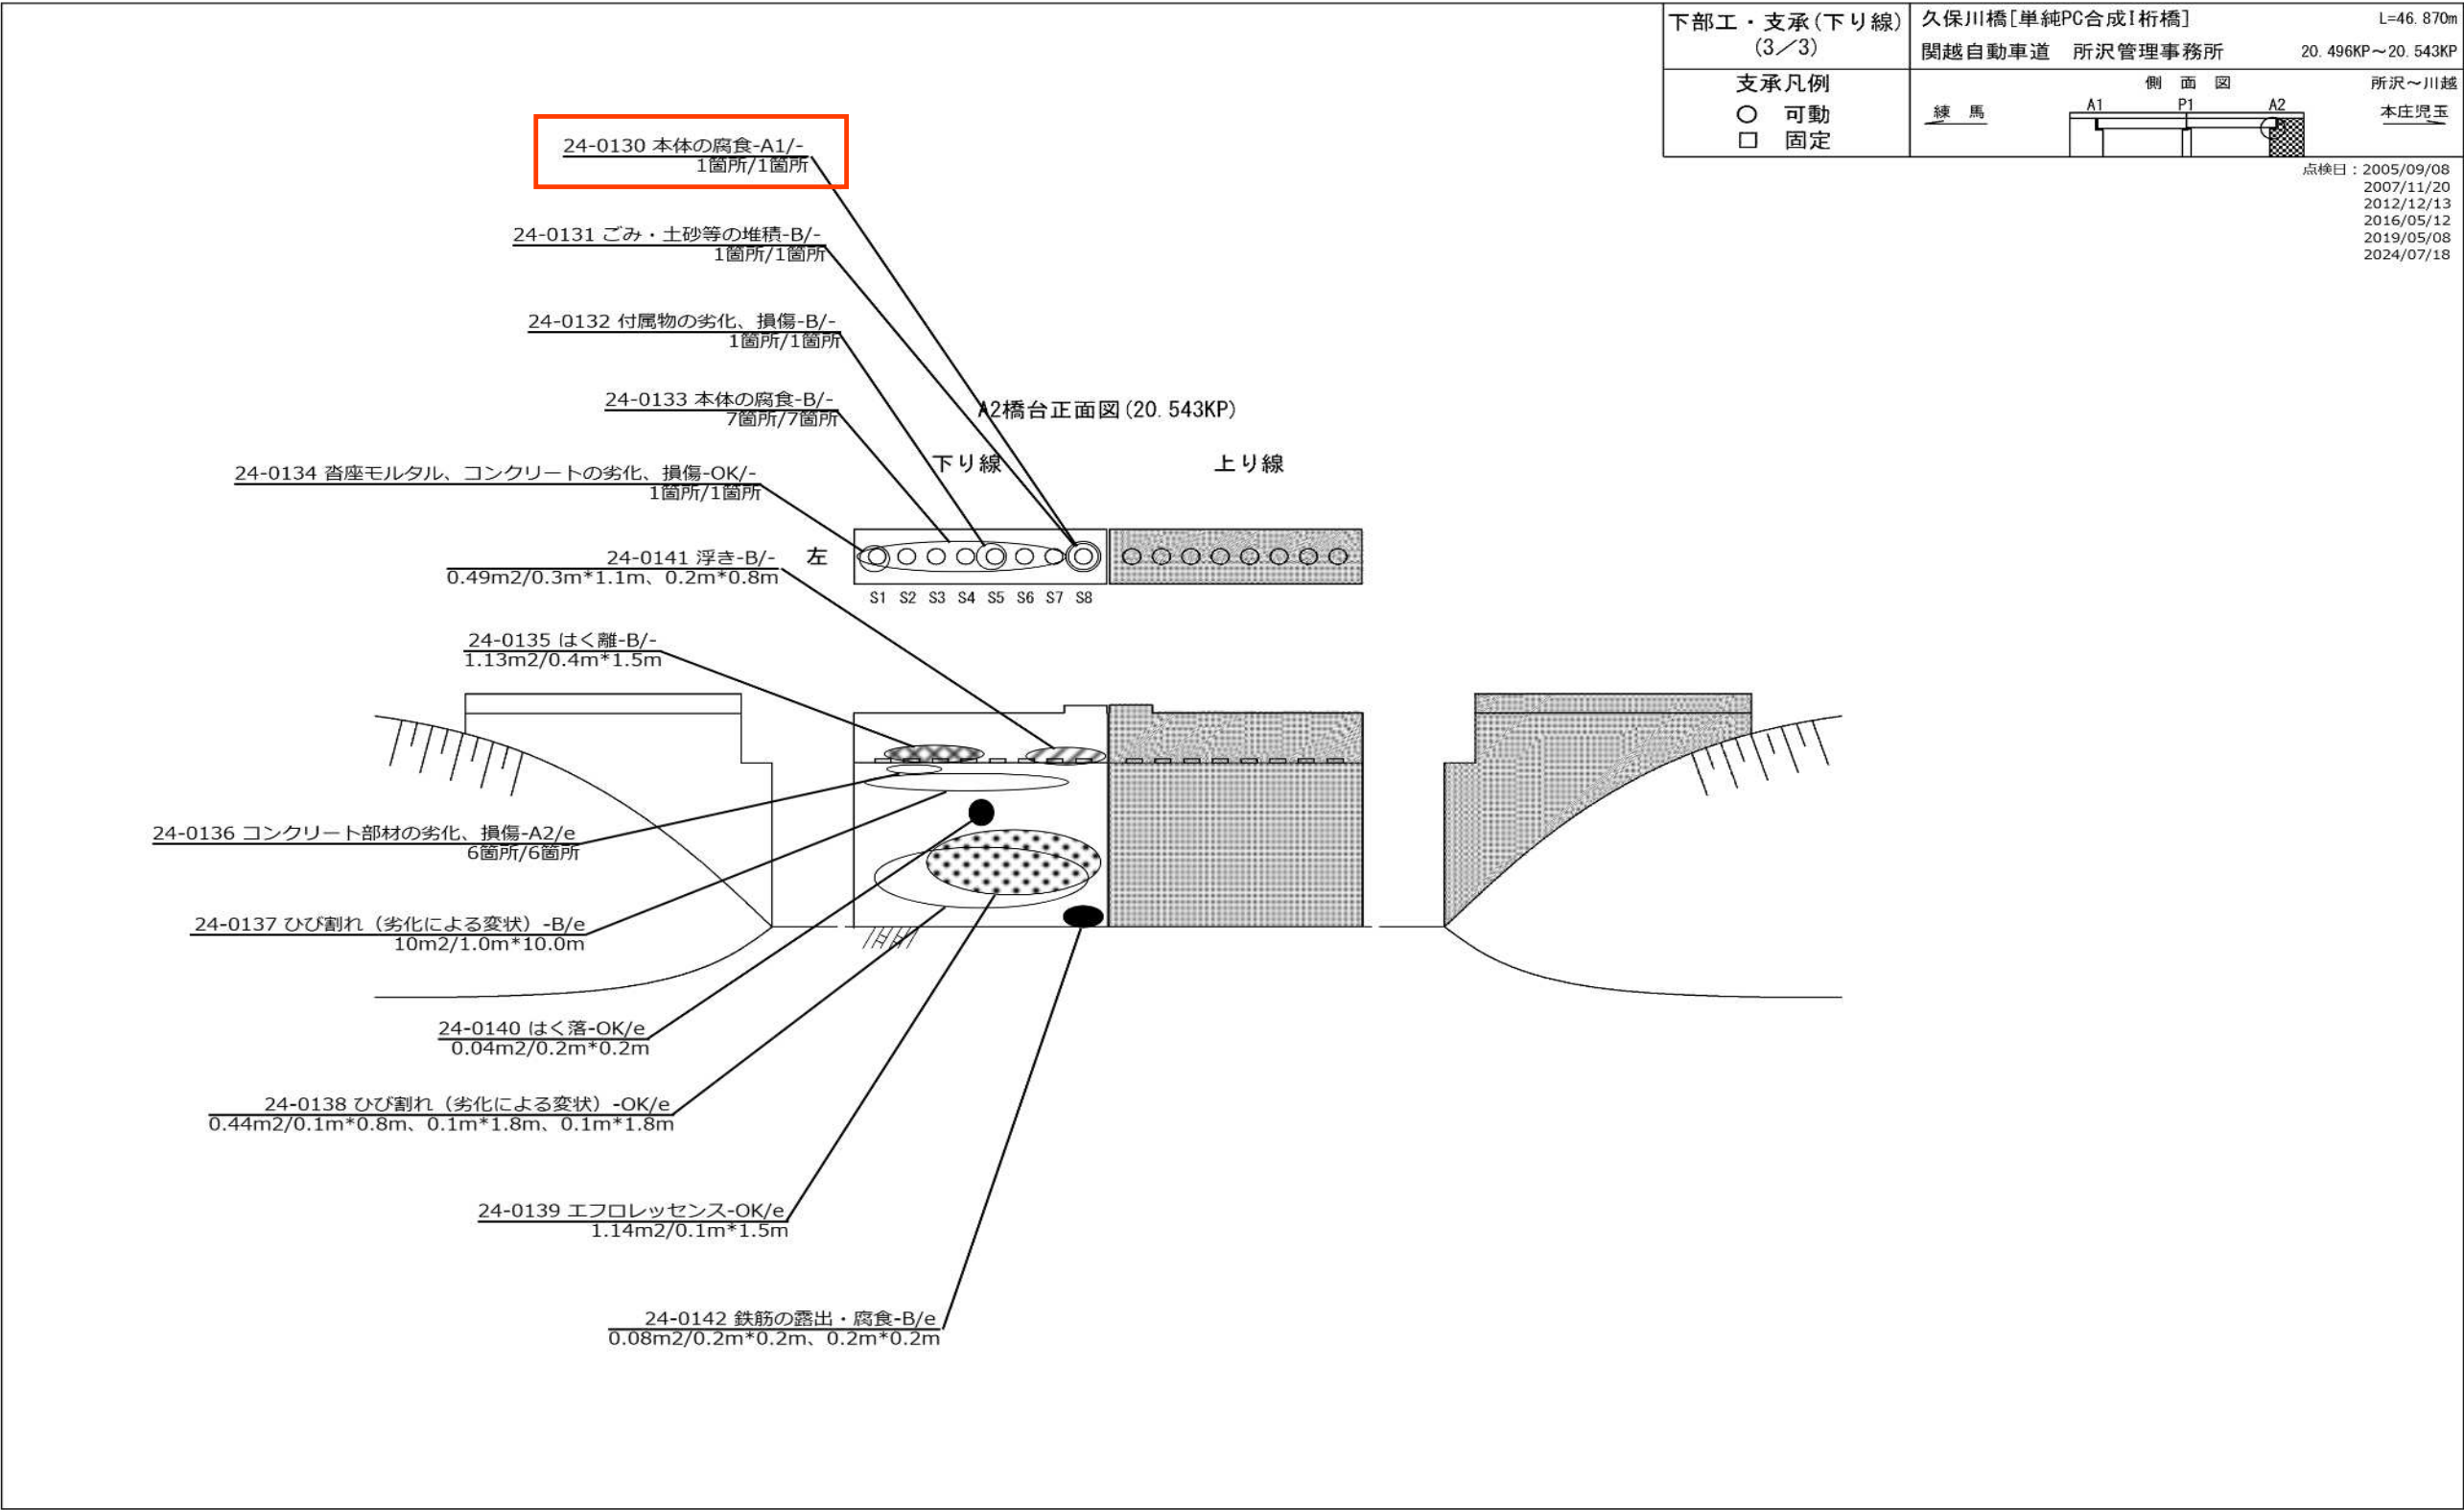 下部工・支承(下り線)
(3／3)
久保川橋[単純PC合成I桁橋]
L=46.870m
関越自動車道 所沢管理事務所
20.496KP～20.543KP
支承凡例
○ 可動
□ 固定
側 面 図
所沢～川越
練 馬
A1
P1
A2
本庄児玉
点検日：2005/09/08
2007/11/20
2012/12/13
2016/05/12
2019/05/08
2024/07/18
24-0130 本体の腐食-A1/-
1箇所/1箇所
24-0131 ごみ・土砂等の堆積-B/-
1箇所/1箇所
24-0132 付属物の劣化、損傷-B/-
1箇所/1箇所
24-0133 本体の腐食-B/-
7箇所/7箇所
A2橋台正面図(20.543KP)
下り線
上り線
24-0134 沓座モルタル、コンクリートの劣化、損傷-OK/-
1箇所/1箇所
左
24-0141 浮き-B/-
0.49m2/0.3m*1.1m、0.2m*0.8m
S1 S2 S3 S4 S5 S6 S7 S8
24-0135 はく離-B/-
1.13m2/0.4m*1.5m
24-0136 コンクリート部材の劣化、損傷-A2/e
6箇所/6箇所
24-0137 ひび割れ（劣化による変状）-B/e
10m2/1.0m*10.0m
24-0140 はく落-OK/e
0.04m2/0.2m*0.2m
24-0138 ひび割れ（劣化による変状）-OK/e
0.44m2/0.1m*0.8m、0.1m*1.8m、0.1m*1.8m
24-0139 エフロレッセンス-OK/e
1.14m2/0.1m*1.5m
24-0142 鉄筋の露出・腐食-B/e
0.08m2/0.2m*0.2m、0.2m*0.2m